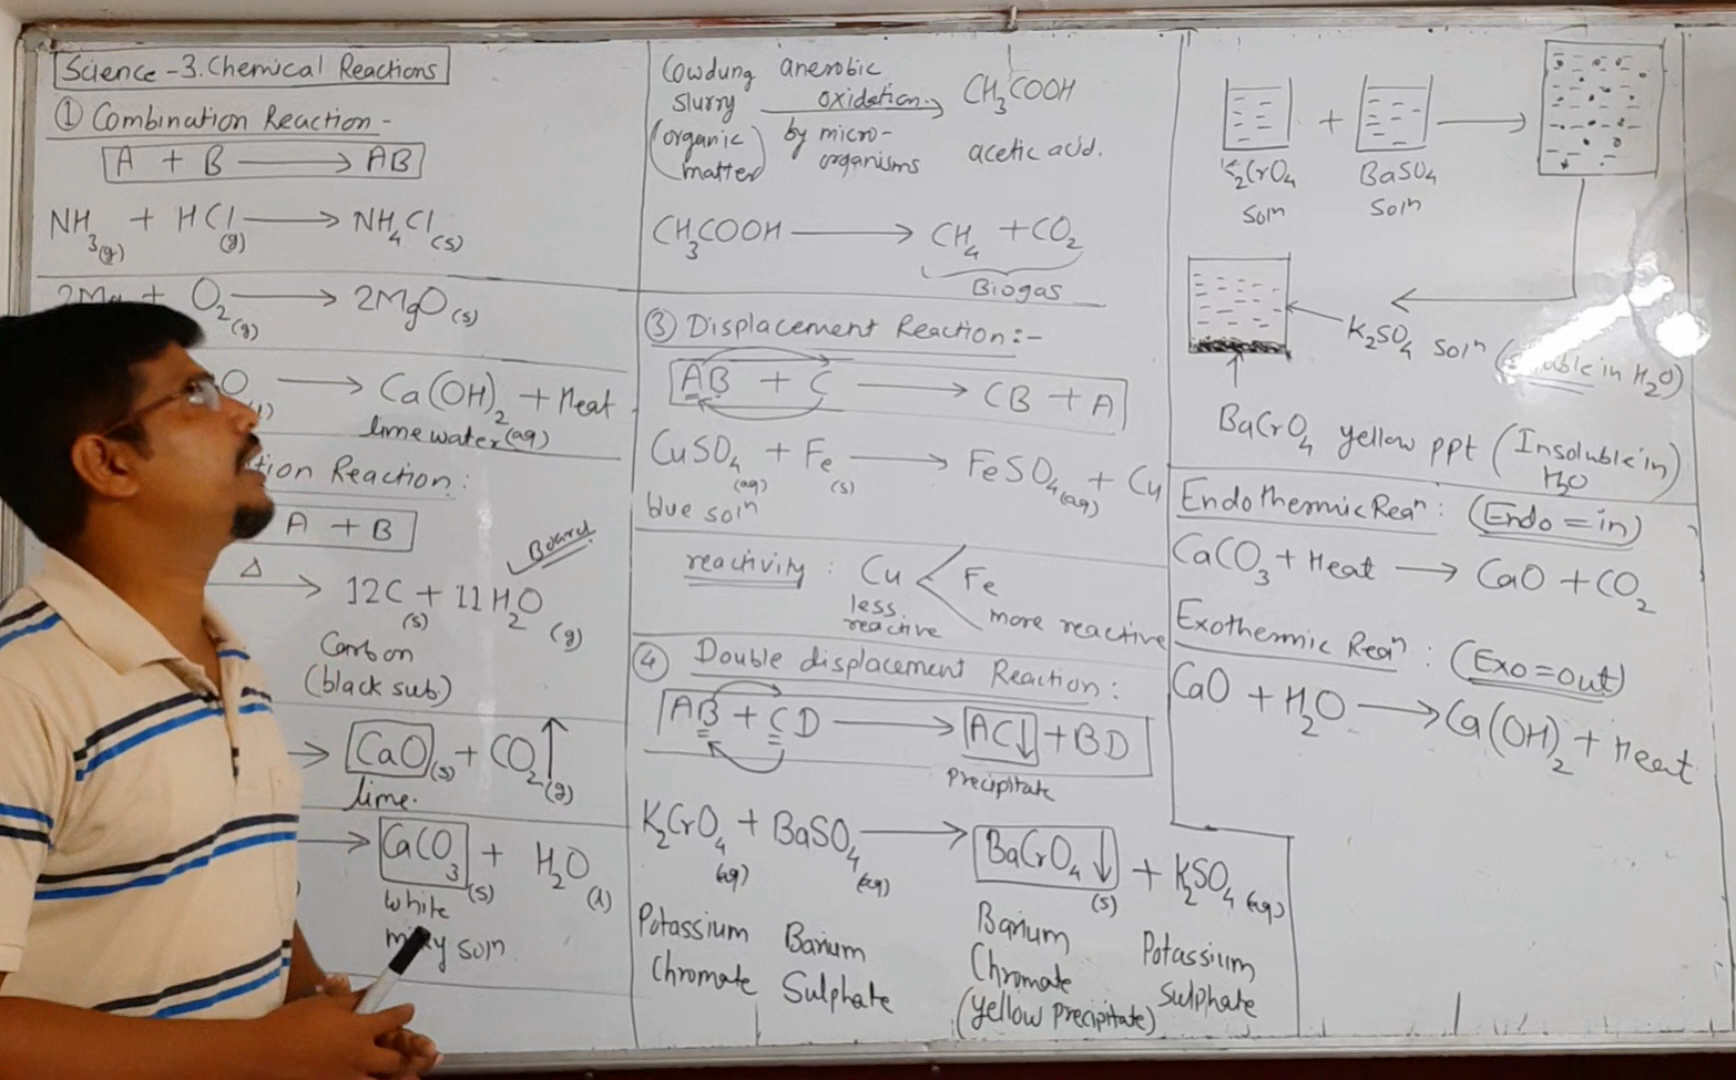 Science - 3. Chemical Reactions
① Combination Reaction -
A + B ⟶ AB
NH₃(g) + HCl(g) ⟶ NH₄Cl(s)
2Mg + O₂(g) ⟶ 2MgO(s)
O(l) ⟶ Ca(OH)₂ + Heat
lime water(aq)
tion Reaction:
A + B
Board
Δ ⟶ 12C(s) + 11H₂O(g)
Carbon
(black sub.)
⟶ CaO(s) + CO₂↑(g)
lime.
⟶ CaCO₃(s) + H₂O(l)
white
milky solⁿ.
Cowdung anerobic
slurry oxidation ⟶ CH₃COOH
(organic matter) by micro-organisms acetic acid.
CH₃COOH ⟶ CH₄ + CO₂
Biogas
③ Displacement Reaction:-
AB + C ⟶ CB + A
CuSO₄(aq) + Fe(s) ⟶ FeSO₄(aq) + Cu
blue solⁿ
reactivity : Cu < Fe
less reactive more reactive
④ Double displacement Reaction:
AB + CD ⟶ AC↓ + BD
Precipitate
K₂CrO₄(aq) + BaSO₄(aq) ⟶ BaCrO₄↓(s) + K₂SO₄(aq)
Potassium Barium Barium Potassium
Chromate Sulphate Chromate Sulphate
(yellow precipitate)
+ ⟶
K₂CrO₄ BaSO₄
Solⁿ Solⁿ
K₂SO₄ Solⁿ in H₂O)
BaCrO₄ yellow ppt (Insoluble in H₂O)
Endothermic Reaⁿ: (Endo = in)
CaCO₃ + Heat ⟶ CaO + CO₂
Exothermic Reaⁿ: (Exo = out)
CaO + H₂O ⟶ Ca(OH)₂ + Heat